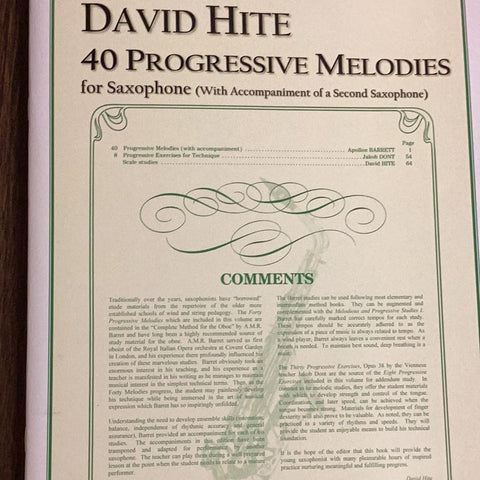 DAVID HITE
40 PROGRESSIVE MELODIES
for Saxophone (With Accompaniment of a Second Saxophone)
Page
40 Progressive Melodies (with accompaniment) Apollon BARRETT 1
8 Progressive Exercises for Technique Jakob DONT 54
Scale studies David HITE 64
COMMENTS
Traditionally over the years, saxophonists have "borrowed"
etude materials from the repertoire of the older more
established schools of wind and string pedagogy. The Forty
Progressive Melodies which are included in this volume are
contained in the "Complete Method for the Oboe" by A.M.R.
Barret and have long been a highly recommended source of
study material for the oboe. A.M.R. Barret served as first
oboist of the Royal Italian Opera orchestra at Covent Garden
in London, and his experience there profoundly influenced his
creation of these marvelous studies. Barret obviously took an
enormous interest in his teaching, and his experience as a
teacher is manifested in his writing as he manages to maintain
musical interest in the simplest technical terms. Then as the
Forty Melodies progress, the student may painlessly develop
his technique while being immersed in the art of musical
expression which Barret has so inspiringly unfolded.
Understanding the need to develop ensemble skills (intonation,
balance, independence of rhythmic accuracy and general
assurance), Barret provided an accompaniment for each of his
studies. The accompaniments in this volume have been
transposed and adapted for performance by another
saxophone. The teacher can play them during a well prepared
lesson at the point when the student needs to relate to a mature
performer.
The Barret studies can be used following most elementary and
intermediate method books. They can be augmented and
complemented with the Melodious and Progressive Studies I.
Barret has carefully marked correct tempos for each study.
These tempos should be accurately adhered to as the
expression of a piece of music is always related to tempo. As
a wind player, Barret always leaves a convenient rest when a
breath is needed. To maintain best sound, deep breathing is a
must.
The Thirty Progressive Exercises, Opus 38 by the Viennese
teacher Jakob Dont are the source of the Eight Progressive
Exercises included in this volume for addendum study. In
contrast to the melodic studies, they offer the student materials
with which to develop strength and control of the tongue.
Coordination, and later speed, can be achieved when the
tongue becomes strong. Materials for development of finger
dexterity will also prove to be valuable. As noted, they can be
practiced in a variety of rhythms and speeds. They will
provide the student an enjoyable means to build his technical
foundation.
It is the hope of the editor that this book will provide the
young saxophonist with many pleasurable hours of inspired
practice nurturing meaningful and fulfilling progress.
David Hite